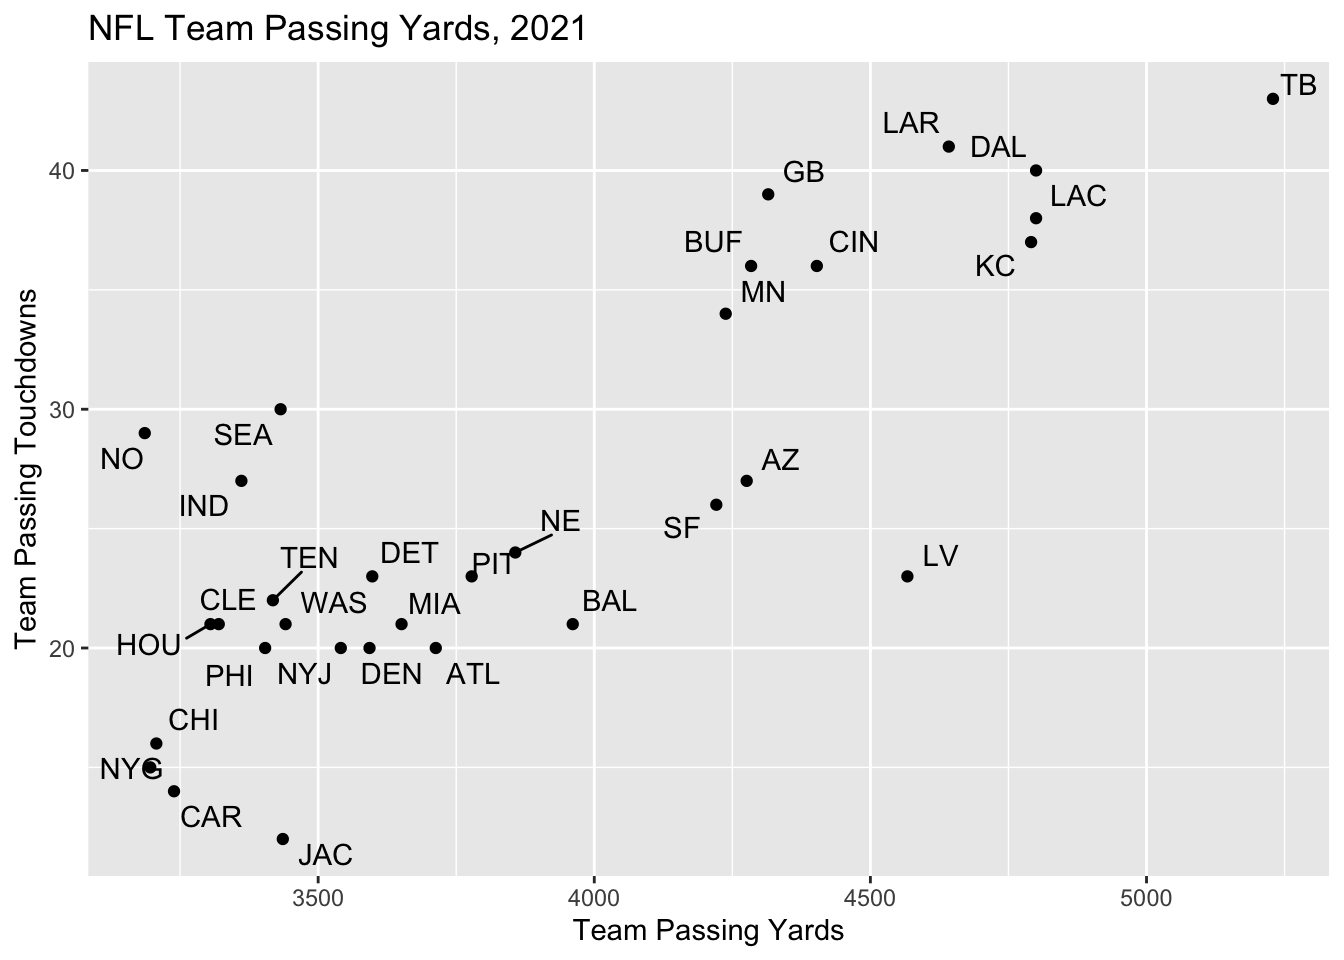 NFL Team Passing Yards, 2021
TB
LAR
DAL
40
GB
LAC
BUF
CIN
KC
MN
Team Passing Touchdowns
30
SEA
NO
AZ
IND
NE
SF
TEN
DET
PIT
LV
CLE
WAS
MIA
BAL
HOU
20
PHI
NYJ
DEN
ATL
CHI
NYG
CAR
JAC
3500
4000
4500
5000
Team Passing Yards